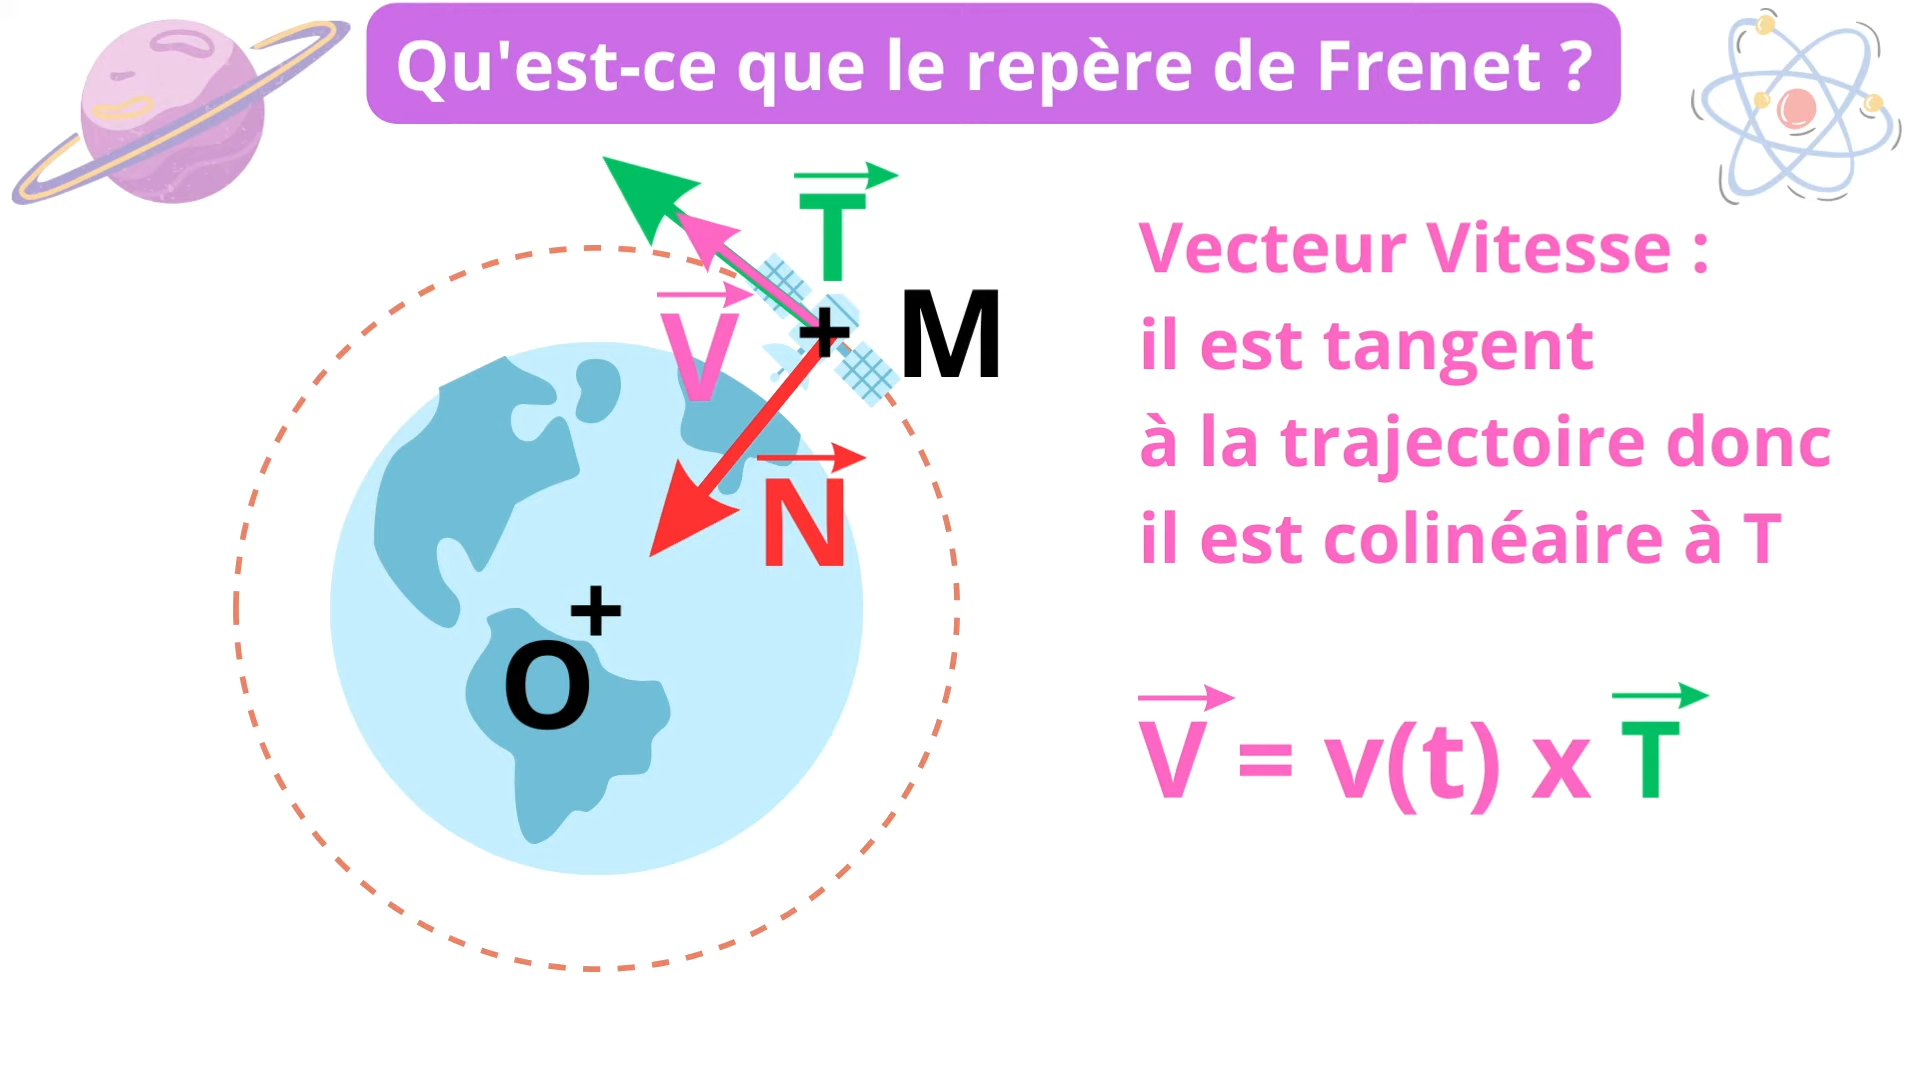 Qu'est-ce que le repère de Frenet ?
T
V
M
N
O
Vecteur Vitesse :
il est tangent
à la trajectoire donc
il est colinéaire à T
V = v(t) x T